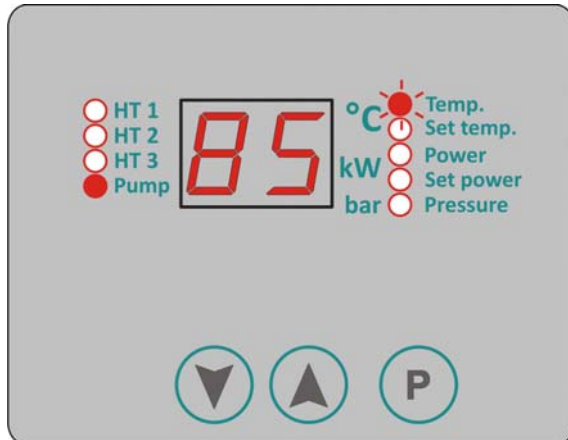 HT 1
HT 2
HT 3
Pump
85
°C
kW
bar
Temp.
Set temp.
Power
Set power
Pressure
P